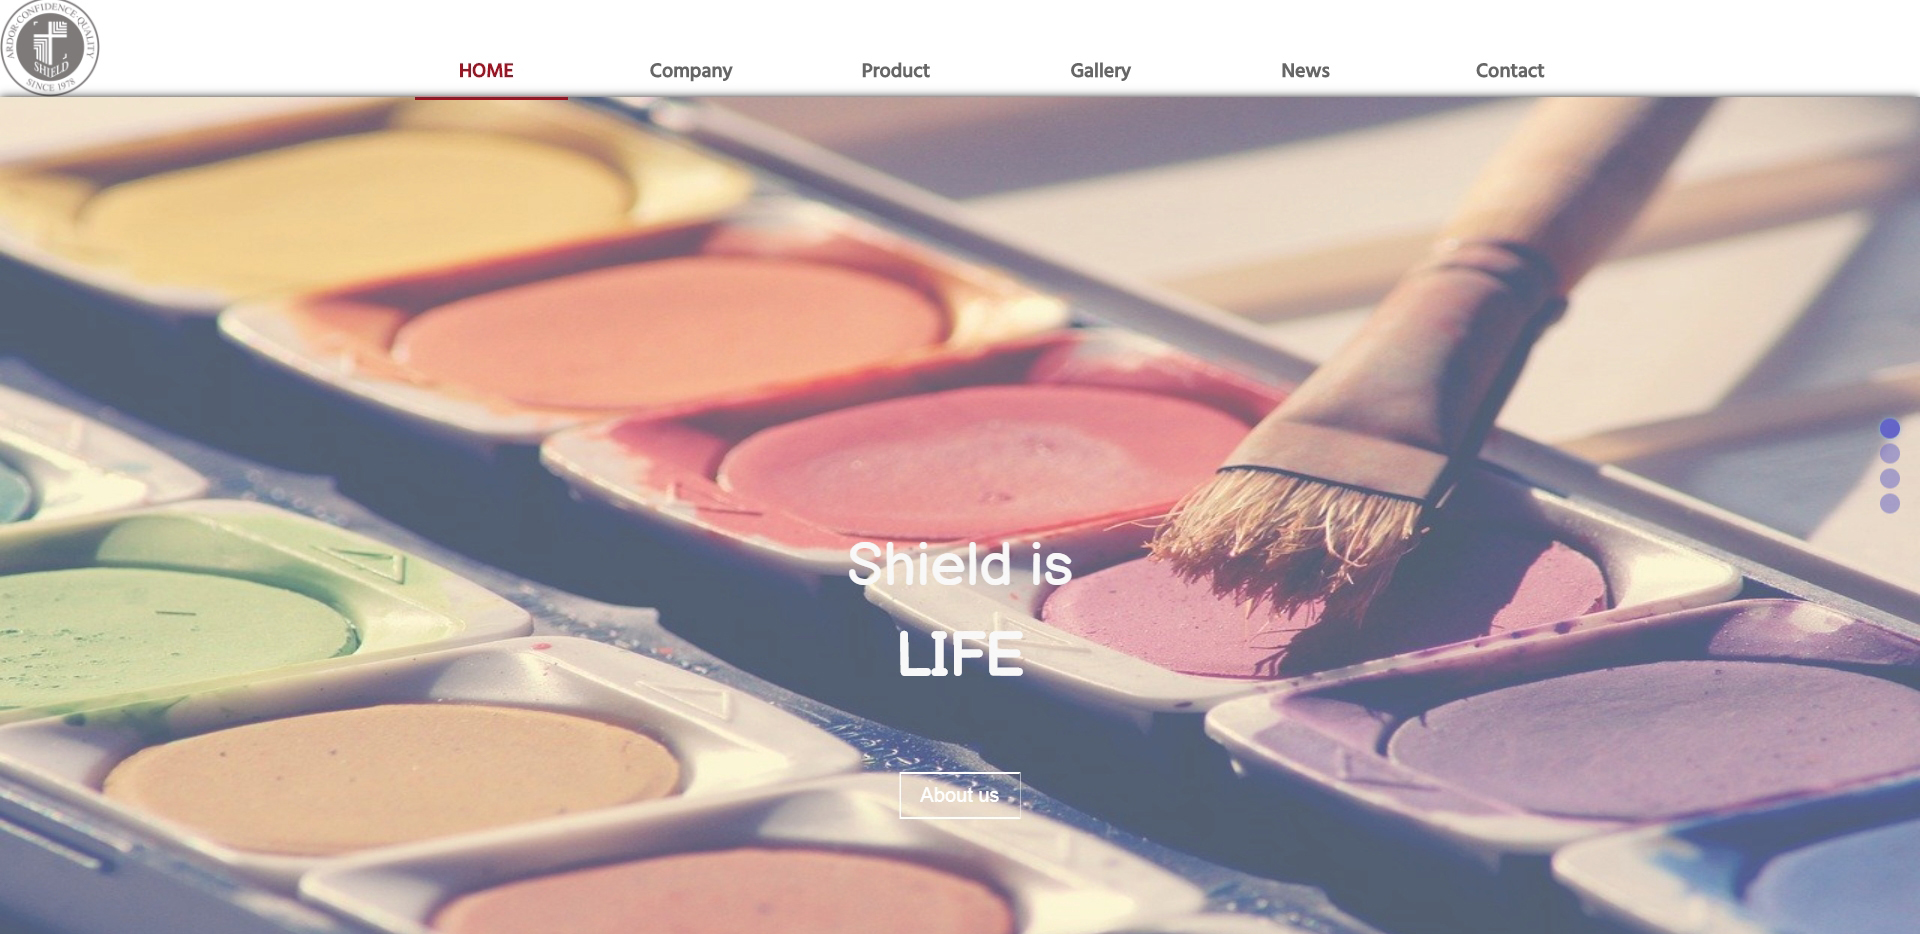 ARDOR·CONFIDENCE·QUALITY
SHIELD
SINCE 1978
HOME
Company
Product
Gallery
News
Contact
Shield is
LIFE
About us